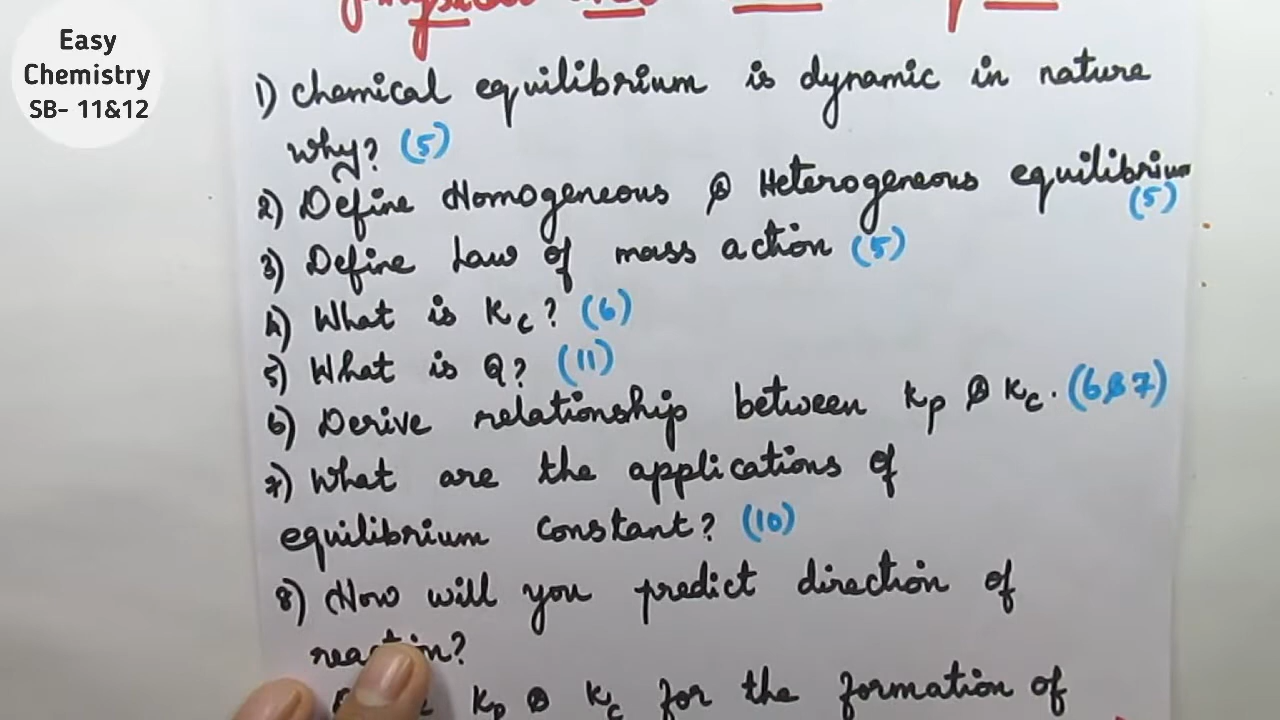 Easy
Chemistry
SB- 11&12
Physical and
1) Chemical equilibrium is dynamic in nature
why? (5)
2) Define Homogeneous & Heterogeneous equilibrium
(5)
3) Define Law of mass action (5)
4) What is Kc? (6)
5) What is Q? (11)
6) Derive relationship between Kp & Kc. (6&7)
7) What are the applications of
equilibrium constant? (10)
8) How will you predict direction of
reaction?
Kp & Kc for the formation of